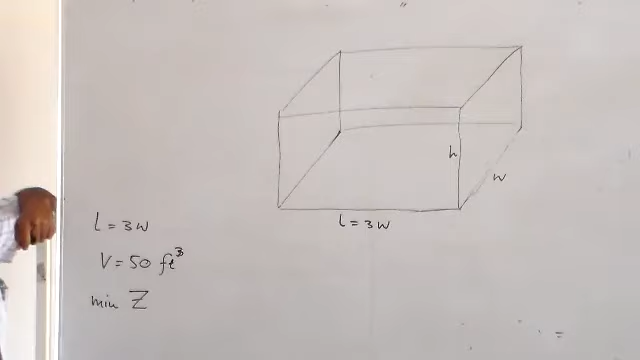 h
w
l = 3w
l = 3w
V = 50 ft³
min Z